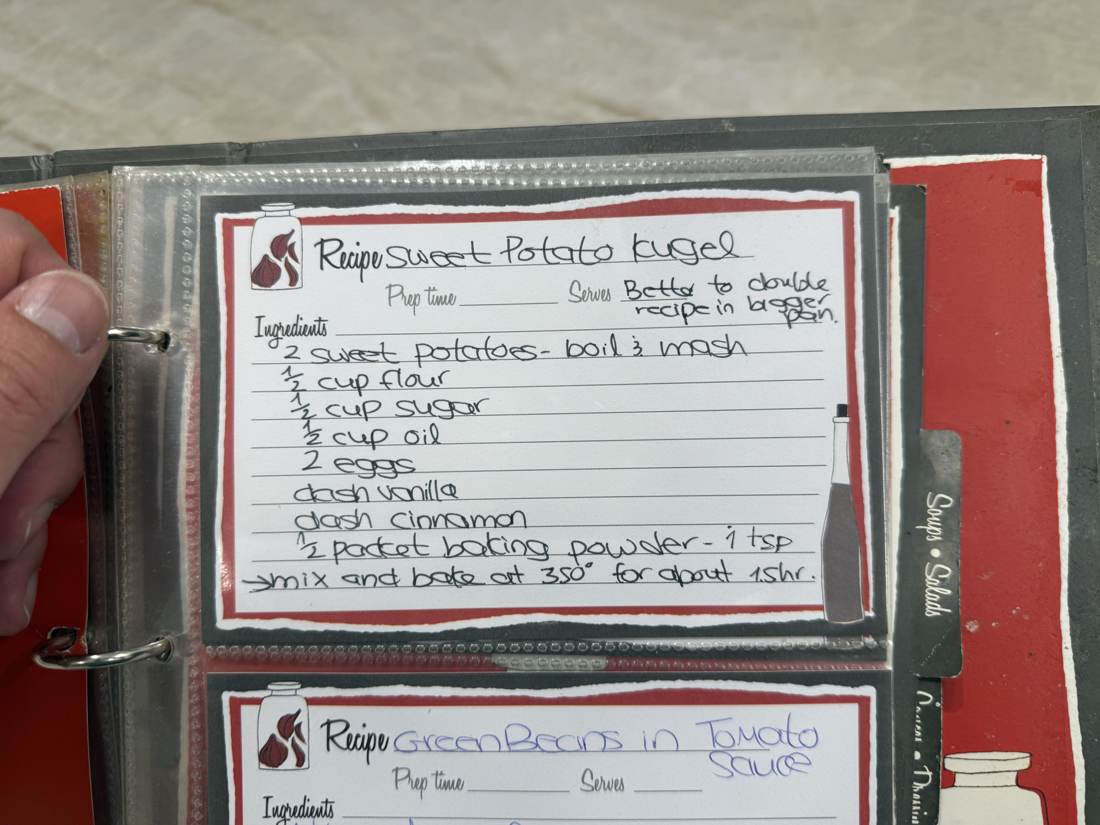 Recipe Sweet Potato Kugel
Prep time Serves Better to double
recipe in bigger
pan.
Ingredients
2 sweet potatoes - boil & mash
1/2 cup flour
1/2 cup sugar
1/2 cup oil
2 eggs
dash vanilla
dash cinnamon
1/2 packet baking powder - 1 tsp
→mix and bake at 350° for about 1.5hr.
Soups • Salads
Recipe Green Beans in Tomato
Sauce
Prep time Serves
Ingredients